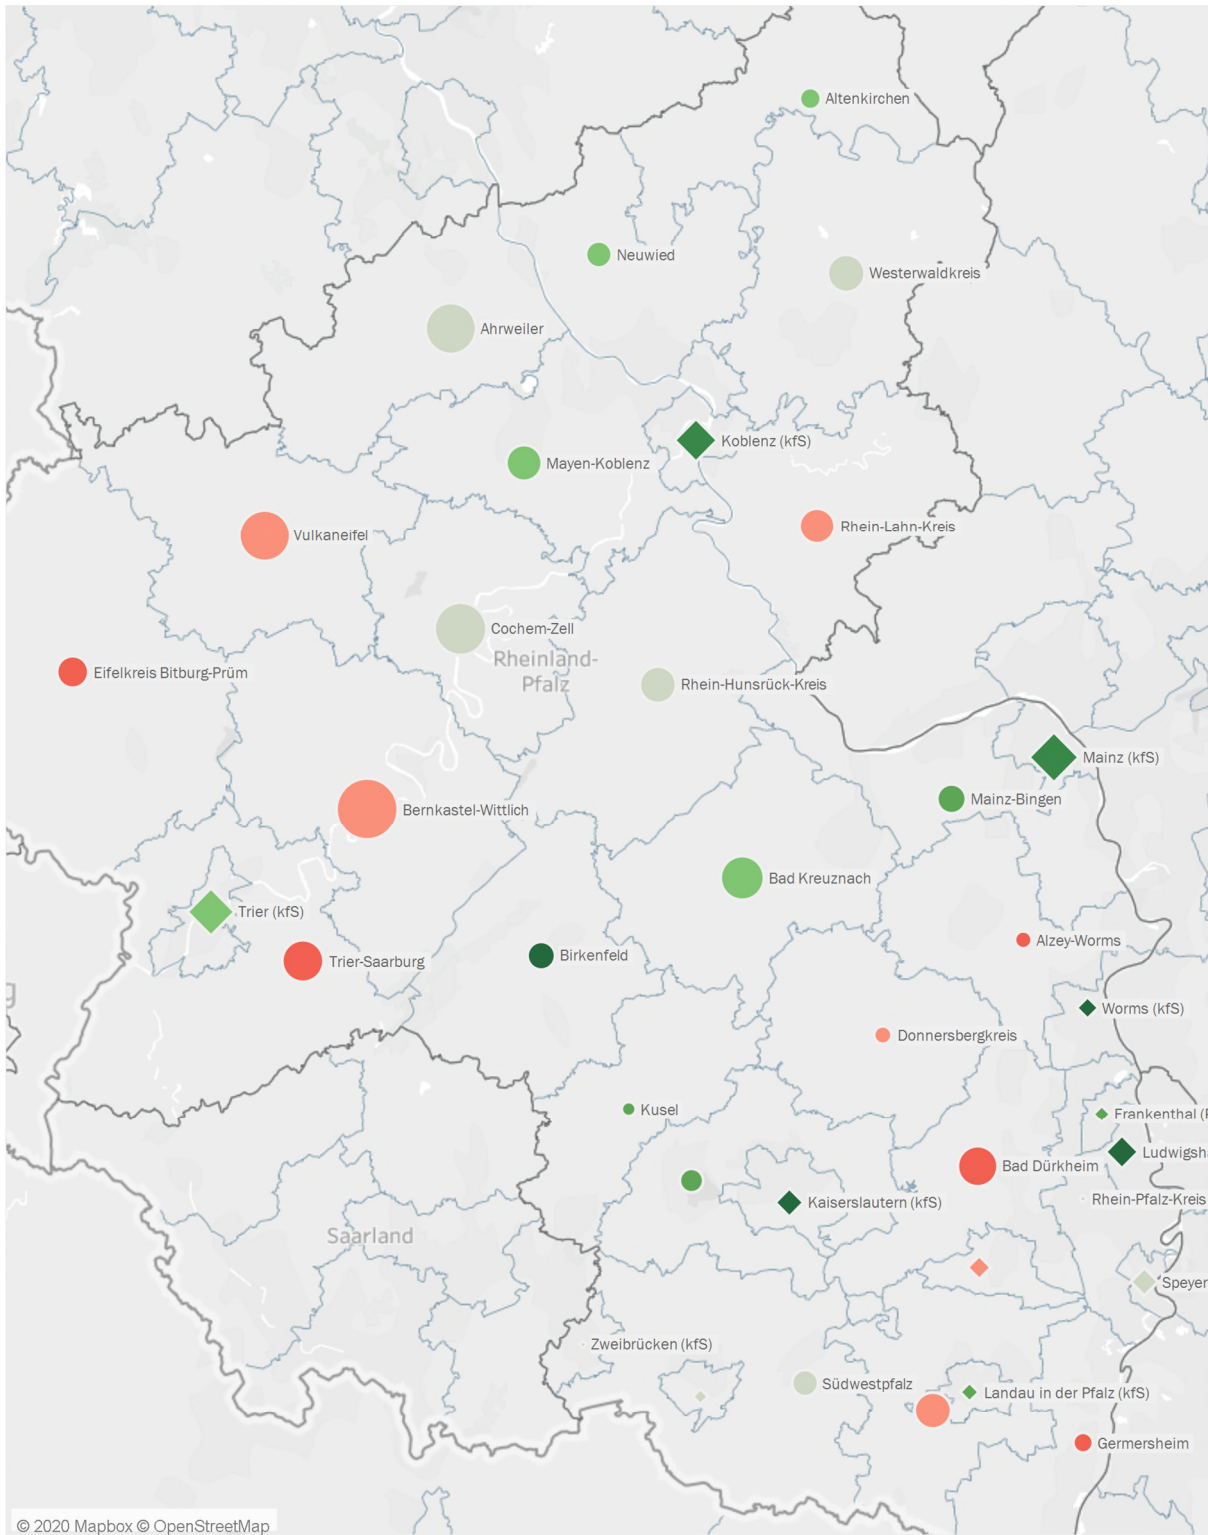 Altenkirchen
Neuwied
Westerwaldkreis
Ahrweiler
Koblenz (kfS)
Mayen-Koblenz
Rhein-Lahn-Kreis
Vulkaneifel
Cochem-Zell
Rheinland-
Pfalz
Eifelkreis Bitburg-Prüm
Rhein-Hunsrück-Kreis
Mainz (kfS)
Mainz-Bingen
Bernkastel-Wittlich
Bad Kreuznach
Trier (kfS)
Alzey-Worms
Birkenfeld
Trier-Saarburg
g
Worms (kfS)
Donnersbergkreis
Kusel
Frankenthal (P
Ludwigsha
Bad Dürkheim
Rhein-Pfalz-Kreis
Kaiserslautern (kfS)
Saarland
Speyer
Zweibrücken (kfS)
Südwestpfalz
Landau in der Pfalz (kfS)
Germersheim
© 2020 Mapbox © OpenStreetMap